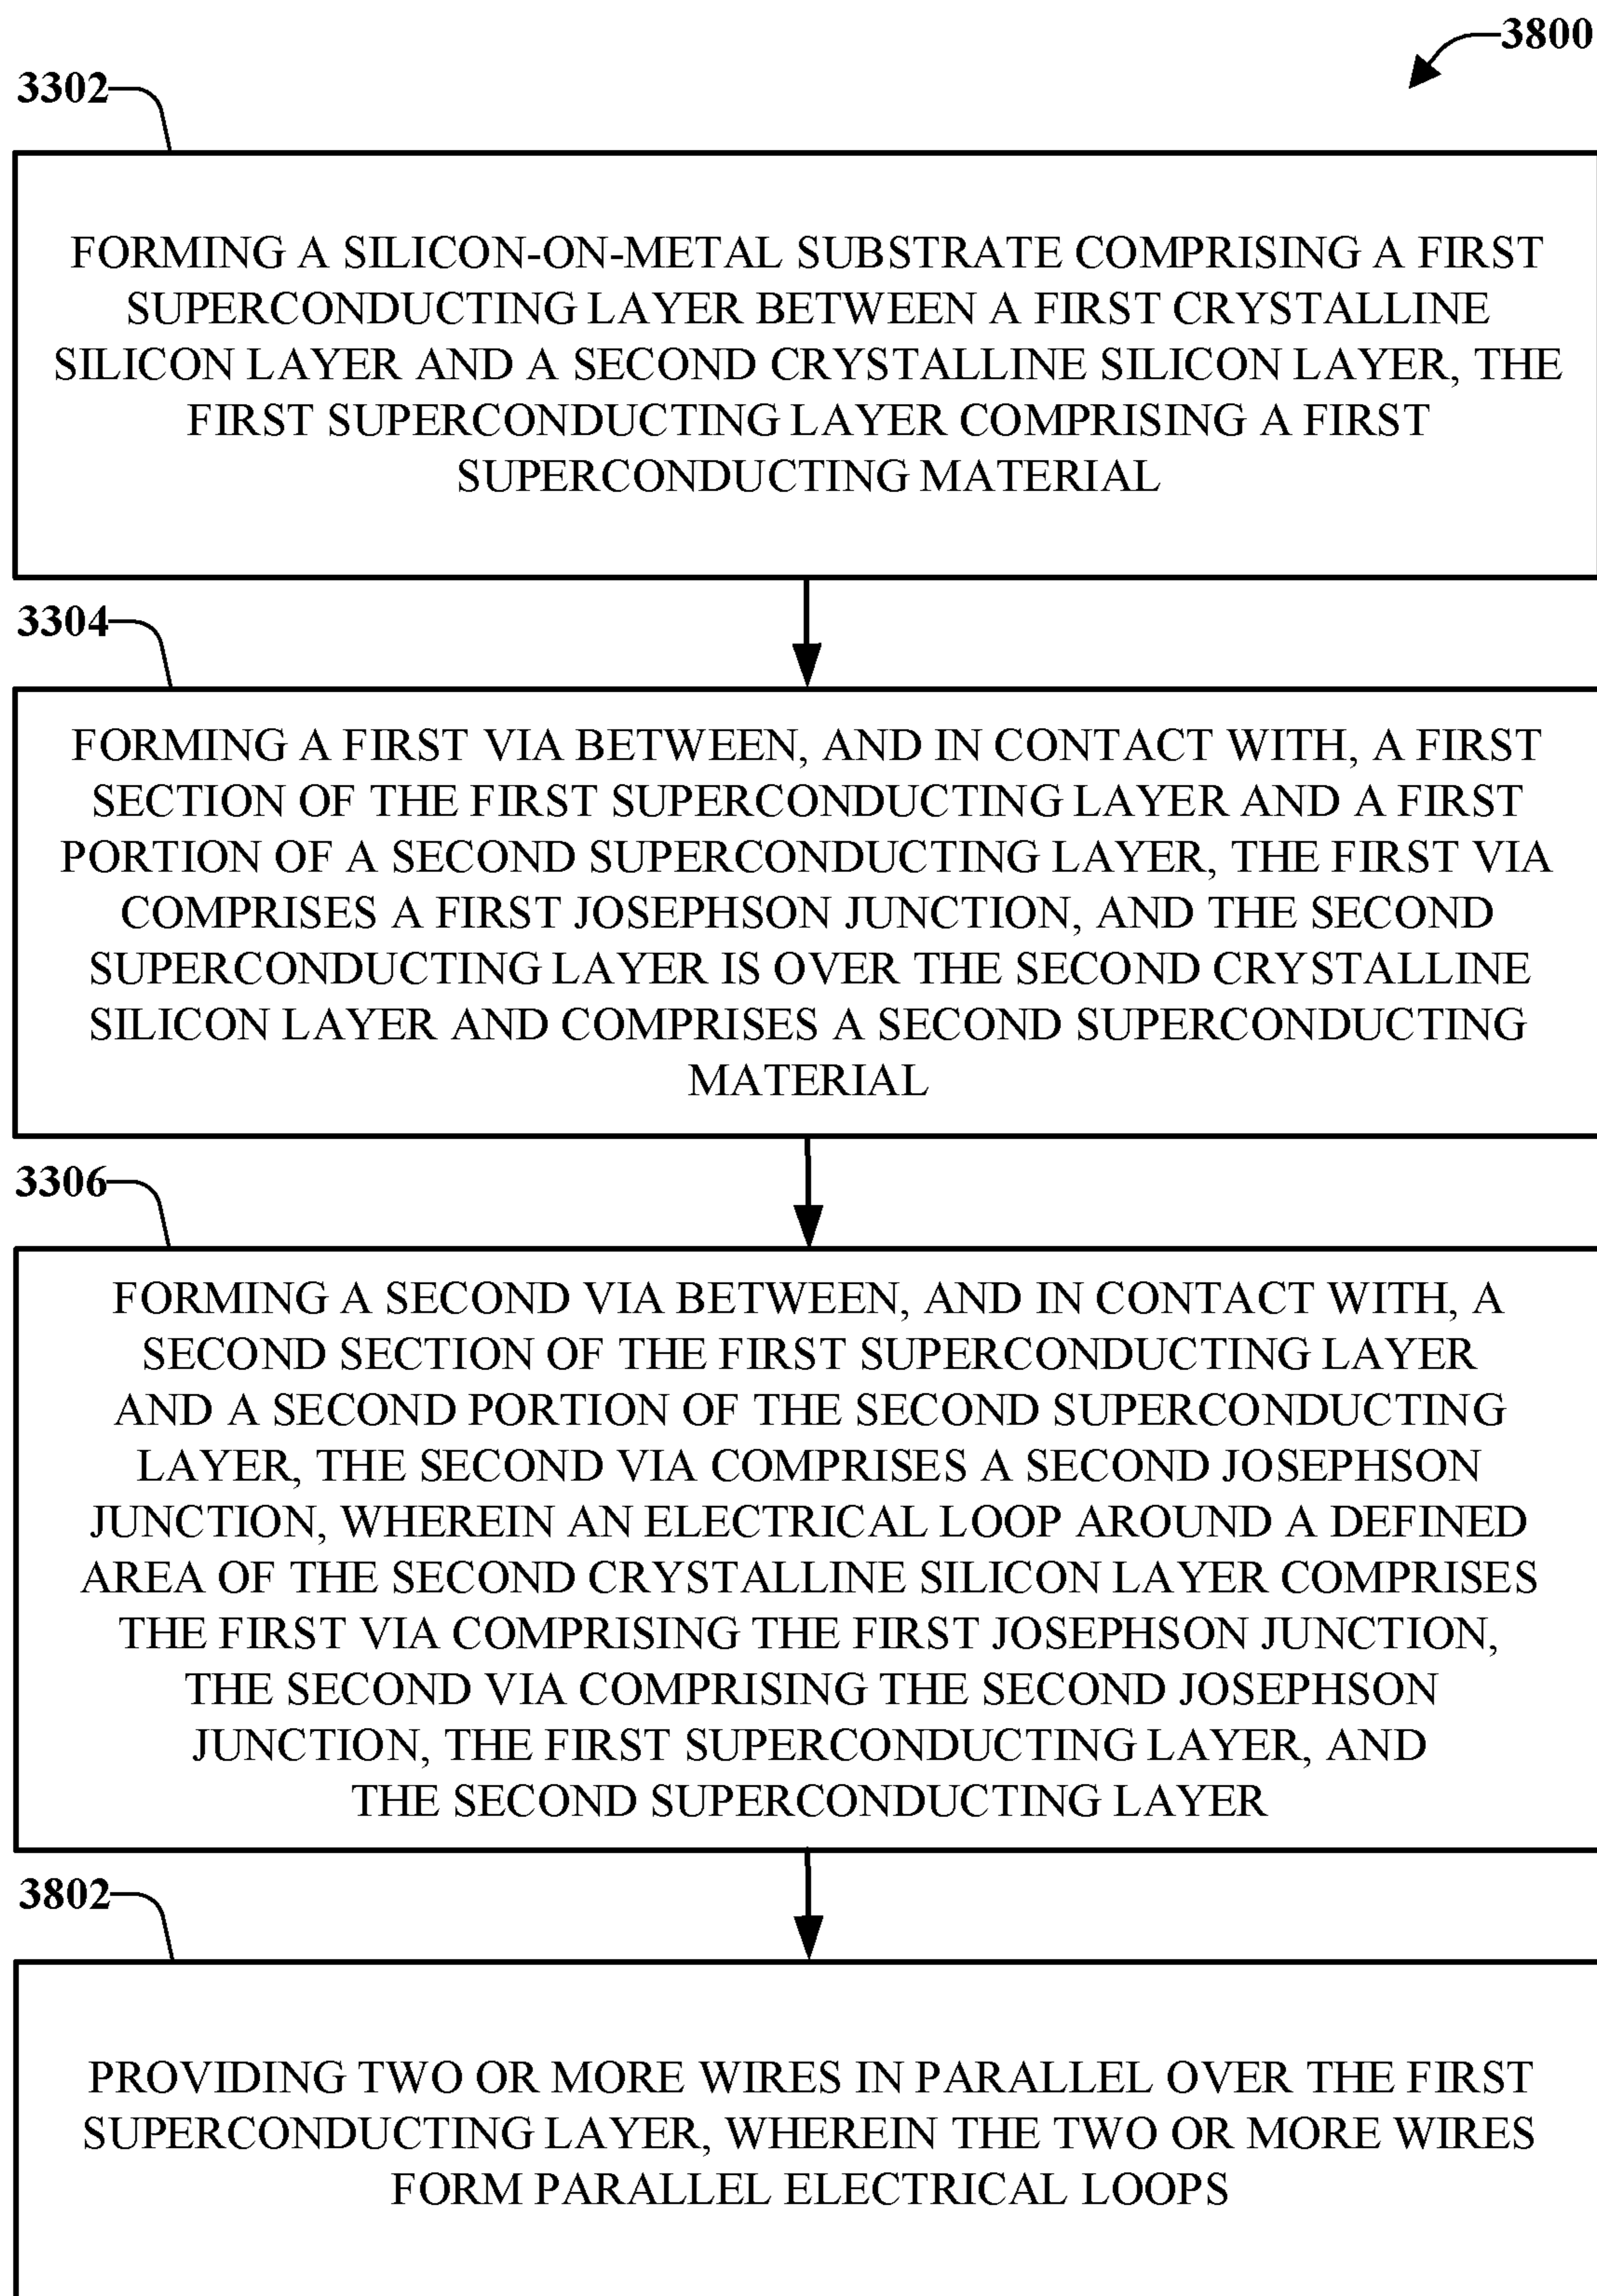 3800
3302
FORMING A SILICON-ON-METAL SUBSTRATE COMPRISING A FIRST
SUPERCONDUCTING LAYER BETWEEN A FIRST CRYSTALLINE
SILICON LAYER AND A SECOND CRYSTALLINE SILICON LAYER, THE
FIRST SUPERCONDUCTING LAYER COMPRISING A FIRST
SUPERCONDUCTING MATERIAL
3304
FORMING A FIRST VIA BETWEEN, AND IN CONTACT WITH, A FIRST
SECTION OF THE FIRST SUPERCONDUCTING LAYER AND A FIRST
PORTION OF A SECOND SUPERCONDUCTING LAYER, THE FIRST VIA
COMPRISES A FIRST JOSEPHSON JUNCTION, AND THE SECOND
SUPERCONDUCTING LAYER IS OVER THE SECOND CRYSTALLINE
SILICON LAYER AND COMPRISES A SECOND SUPERCONDUCTING
MATERIAL
3306
FORMING A SECOND VIA BETWEEN, AND IN CONTACT WITH, A
SECOND SECTION OF THE FIRST SUPERCONDUCTING LAYER
AND A SECOND PORTION OF THE SECOND SUPERCONDUCTING
LAYER, THE SECOND VIA COMPRISES A SECOND JOSEPHSON
JUNCTION, WHEREIN AN ELECTRICAL LOOP AROUND A DEFINED
AREA OF THE SECOND CRYSTALLINE SILICON LAYER COMPRISES
THE FIRST VIA COMPRISING THE FIRST JOSEPHSON JUNCTION,
THE SECOND VIA COMPRISING THE SECOND JOSEPHSON
JUNCTION, THE FIRST SUPERCONDUCTING LAYER, AND
THE SECOND SUPERCONDUCTING LAYER
3802
PROVIDING TWO OR MORE WIRES IN PARALLEL OVER THE FIRST
SUPERCONDUCTING LAYER, WHEREIN THE TWO OR MORE WIRES
FORM PARALLEL ELECTRICAL LOOPS